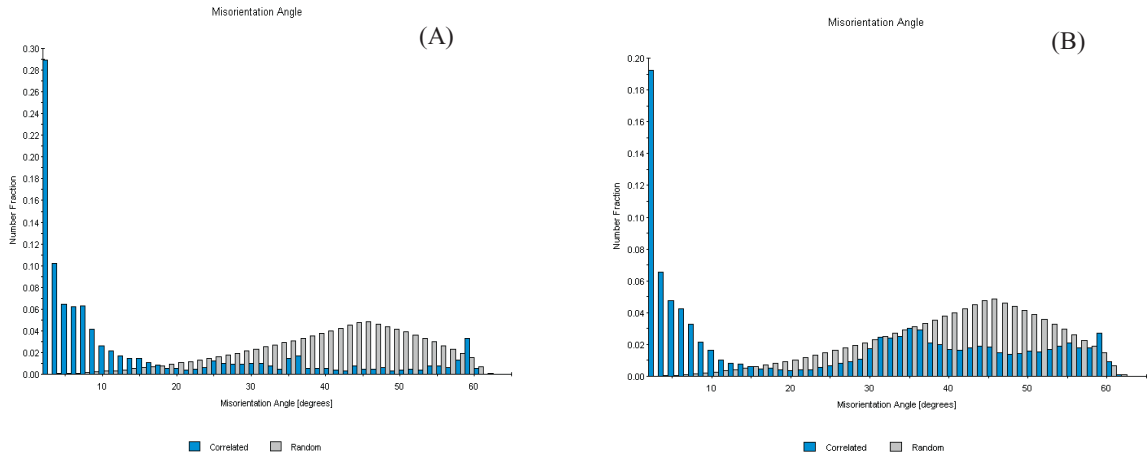 Misorientation Angle
(A)
0.30
0.28
0.26
0.24
0.22
0.20
0.18
0.16
0.14
0.12
0.10
0.08
0.06
0.04
0.02
0.00
Number Fraction
10 20 30 40 50 60
Misorientation Angle [degrees]
Correlated Random
Misorientation Angle
(B)
0.20
0.18
0.16
0.14
0.12
0.10
0.08
0.06
0.04
0.02
0.00
Number Fraction
10 20 30 40 50 60
Misorientation Angle [degrees]
Correlated Random